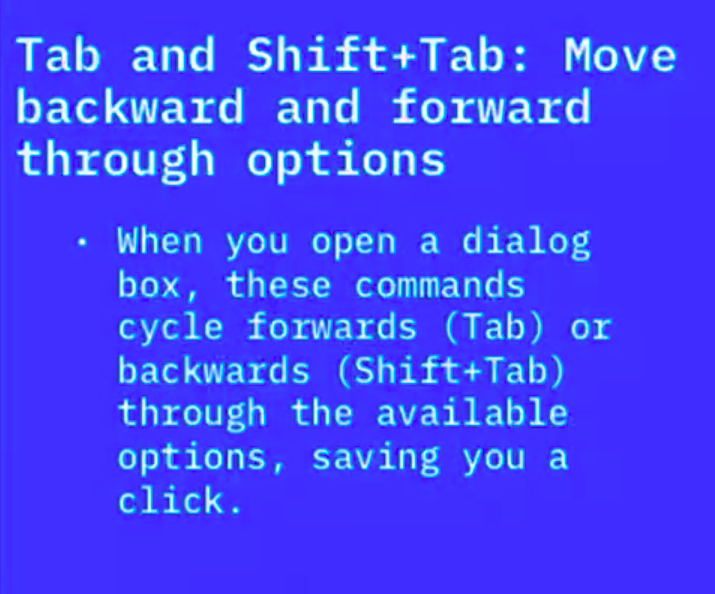 Tab and Shift+Tab: Move
backward and forward
through options
• When you open a dialog
box, these commands
cycle forwards (Tab) or
backwards (Shift+Tab)
through the available
options, saving you a
click.